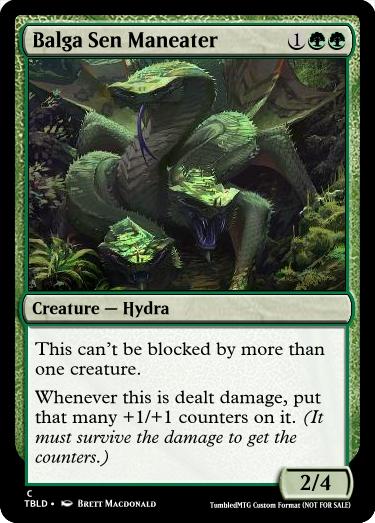 Balga Sen Maneater
1
Creature — Hydra
This can't be blocked by more than
one creature.
Whenever this is dealt damage, put
that many +1/+1 counters on it. (It
must survive the damage to get the
counters.)
2/4
C
TBLD • Brett Macdonald
TumbledMTG Custom Format (NOT FOR SALE)